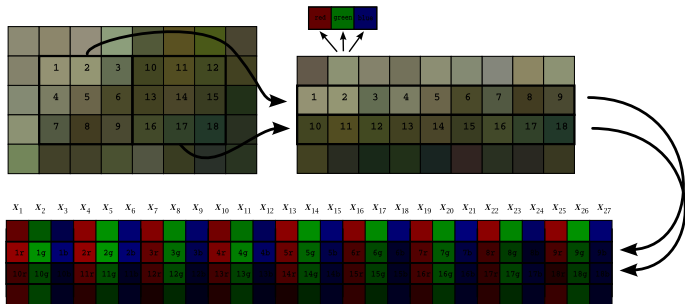 red green blue
1 2 3 10 11 12
4 5 6 13 14 15
7 8 9 16 17 18
1 2 3 4 5 6 7 8 9
10 11 12 13 14 15 16 17 18
X1 X2 X3 X4 X5 X6 X7 X8 X9 X10 X11 X12 X13 X14 X15 X16 X17 X18 X19 X20 X21 X22 X23 X24 X25 X26 X27
1r 1g 2r 2g 3r 3g 4r 4g 5r 5g 6r 6g 7r 7g 8r 8g 9r 9g
10r 10g 11r 11g 12r 12g 13r 13g 14r 14g 15r 15g 16r 16g 17r 17g 18r 18g